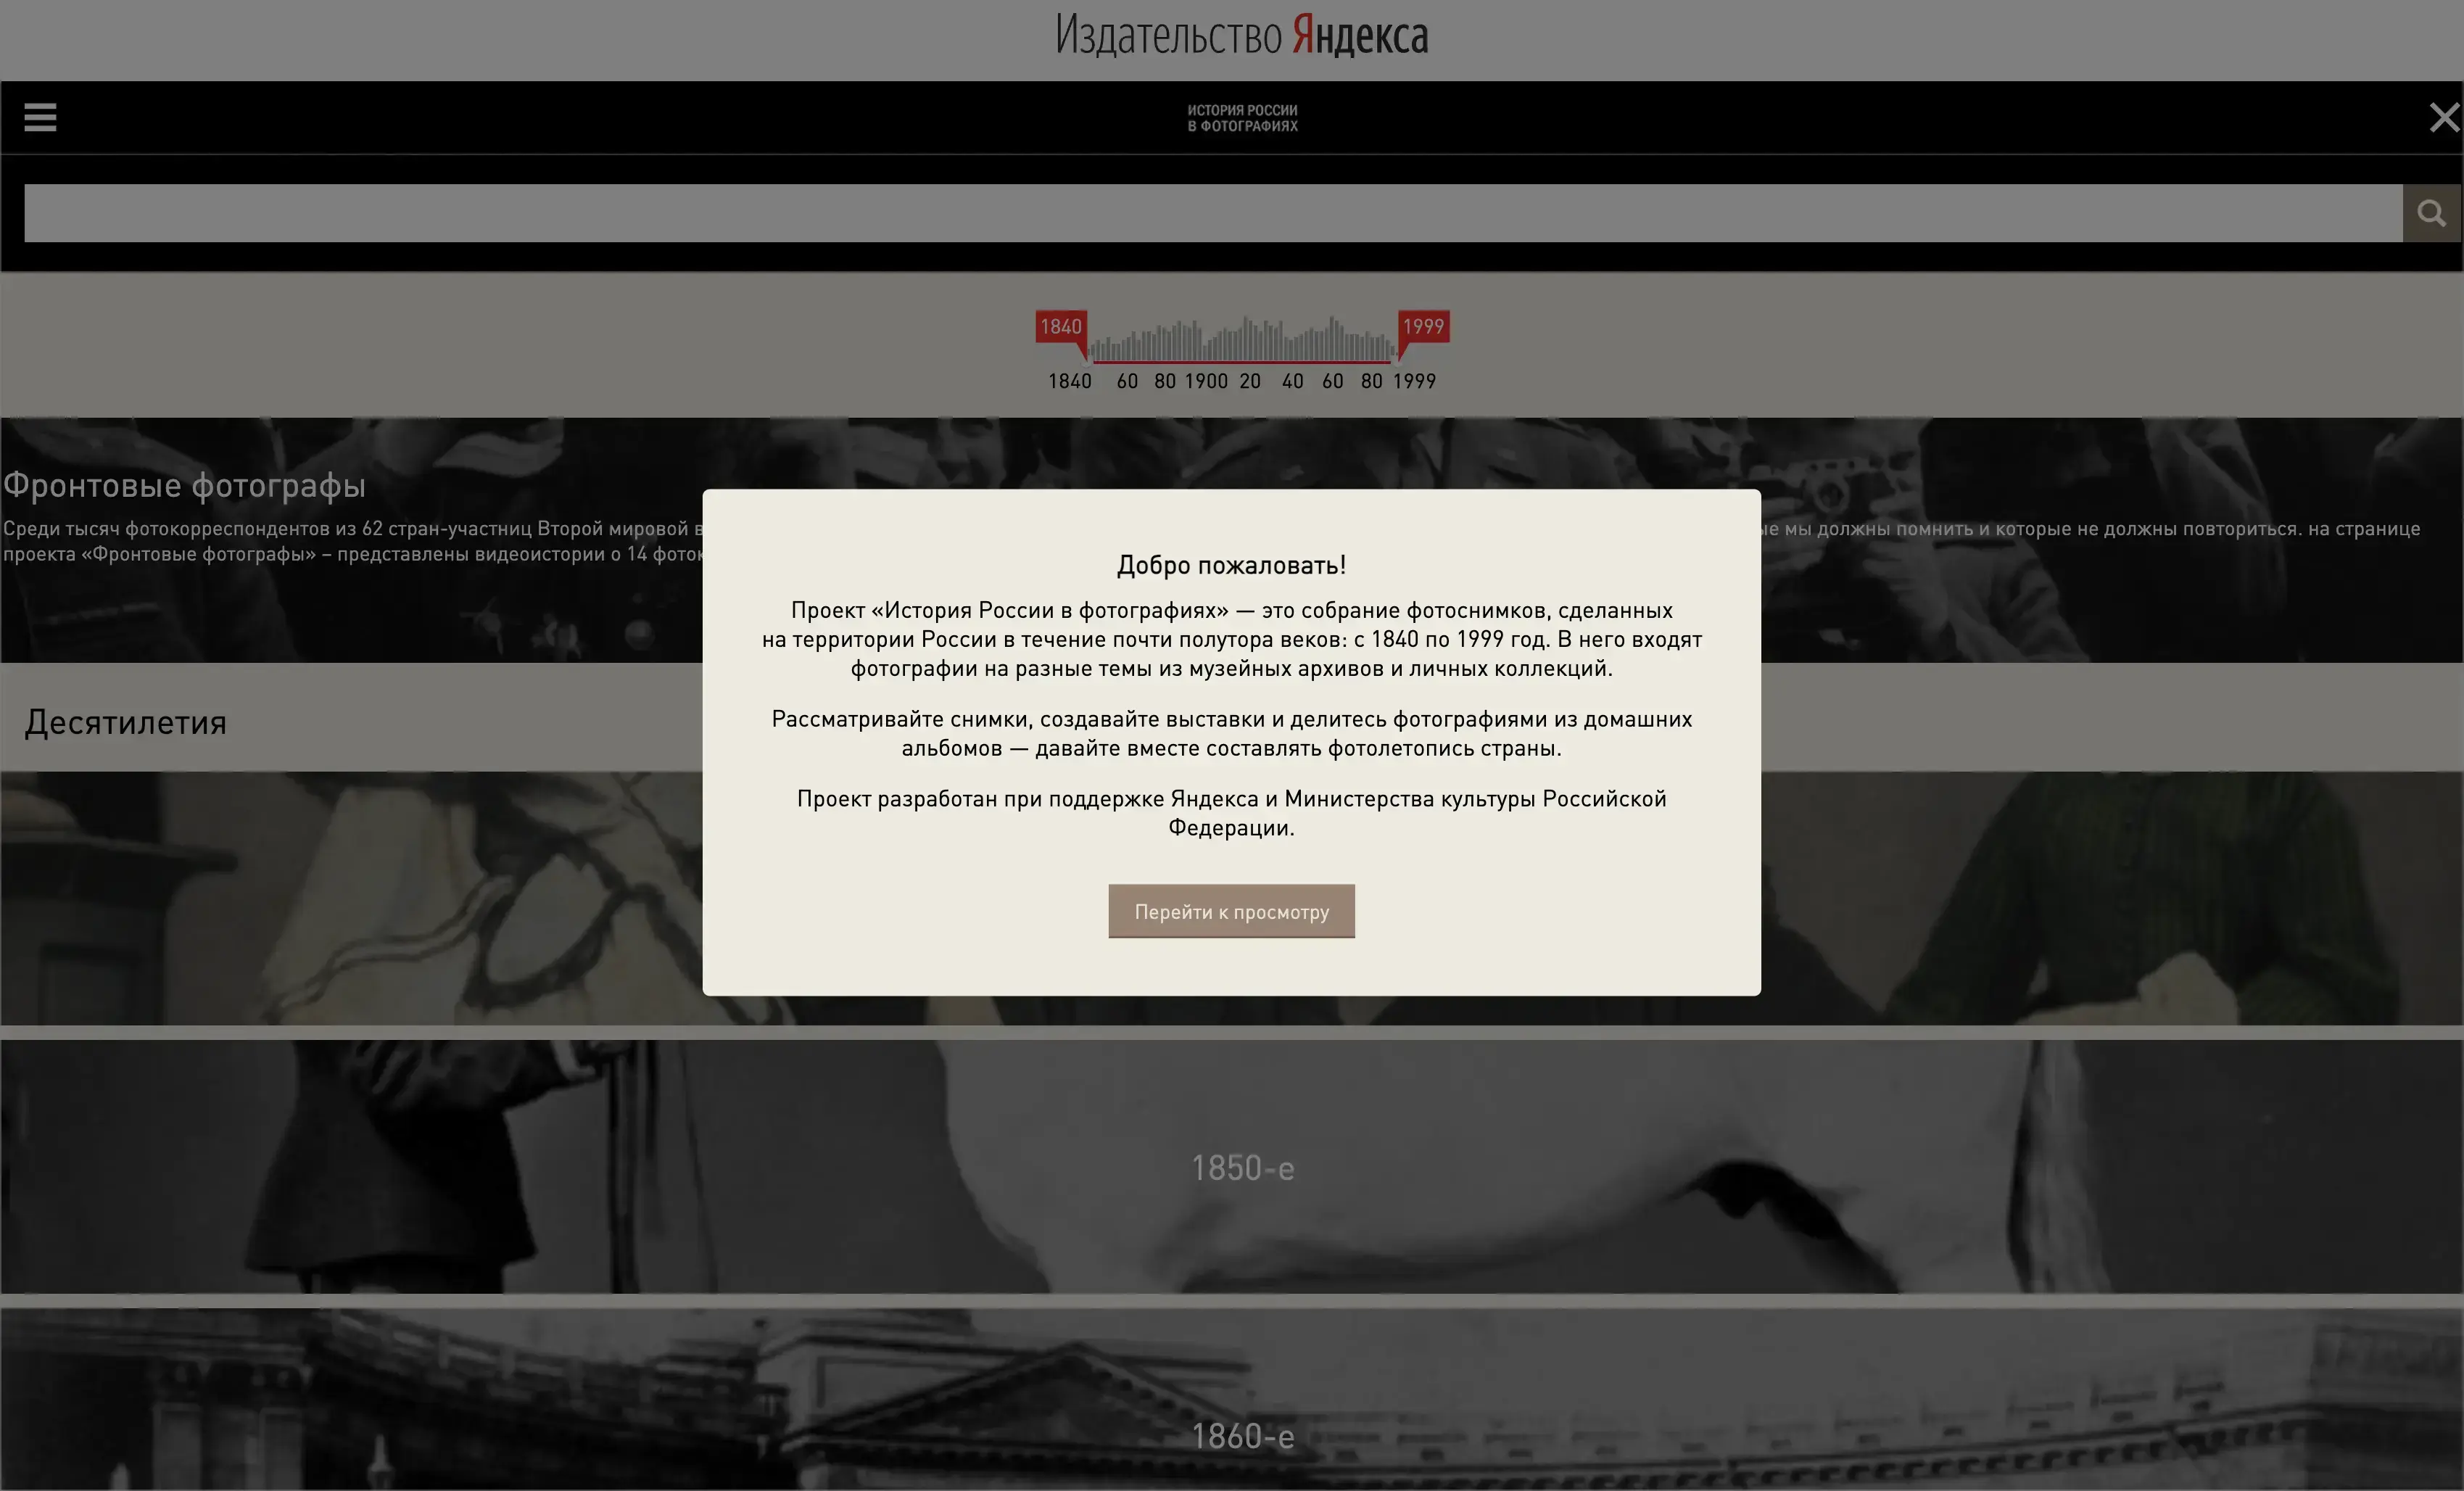 Издательство Яндекса
ИСТОРИЯ РОССИИ
В ФОТОГРАФИЯХ
1840
1999
1840 60 80 1900 20 40 60 80 1999
Фронтовые фотографы
Среди тысяч фотокорреспондентов из 62 стран-участниц Второй мировой
мы должны помнить и которые не должны повториться. на странице
проекта «Фронтовые фотографы» – представлены видеоистории о 14
Добро пожаловать!
Проект «История России в фотографиях» — это собрание фотоснимков, сделанных
на территории России в течение почти полутора веков: с 1840 по 1999 год. В него входят
фотографии на разные темы из музейных архивов и личных коллекций.
Рассматривайте снимки, создавайте выставки и делитесь фотографиями из домашних
альбомов — давайте вместе составлять фотолетопись страны.
Проект разработан при поддержке Яндекса и Министерства культуры Российской
Федерации.
Перейти к просмотру
Десятилетия
1850-е
1860-е